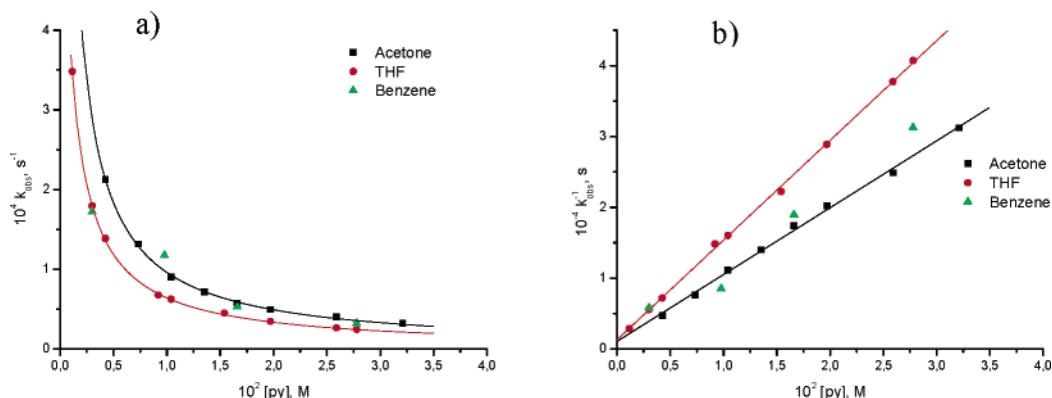 a)
4
3
2
1
0
10⁴ k_obs, s⁻¹
Acetone
THF
Benzene
0,0 0,5 1,0 1,5 2,0 2,5 3,0 3,5 4,0
10² [py], M
b)
4
3
2
1
0
10⁻⁴ k_obs⁻¹, s
Acetone
THF
Benzene
0,0 0,5 1,0 1,5 2,0 2,5 3,0 3,5 4,0
10² [py], M